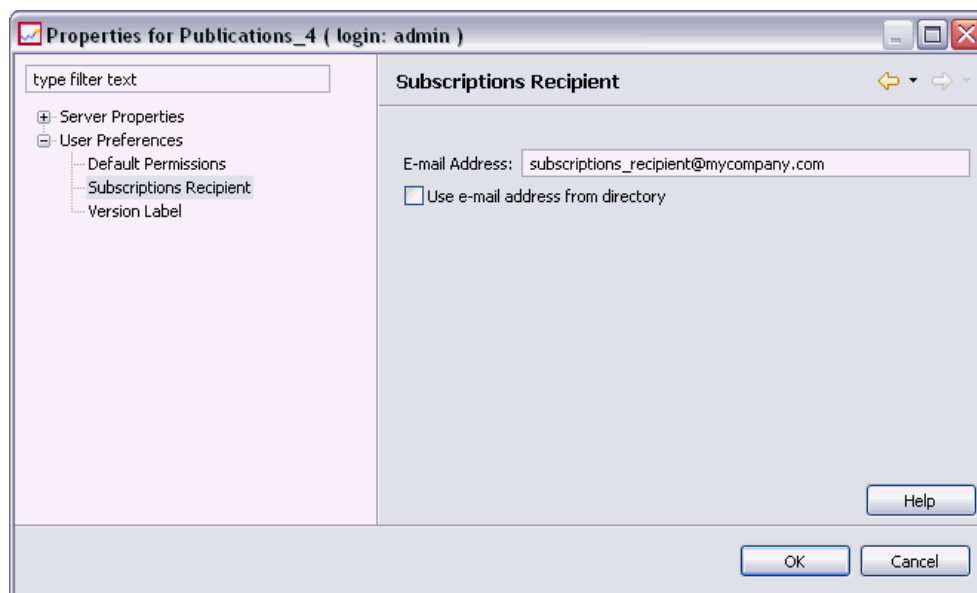 Properties for Publications_4 ( login: admin )
type filter text
Server Properties
User Preferences
Default Permissions
Subscriptions Recipient
Version Label
Subscriptions Recipient
E-mail Address: subscriptions_recipient@mycompany.com
Use e-mail address from directory
Help
OK Cancel